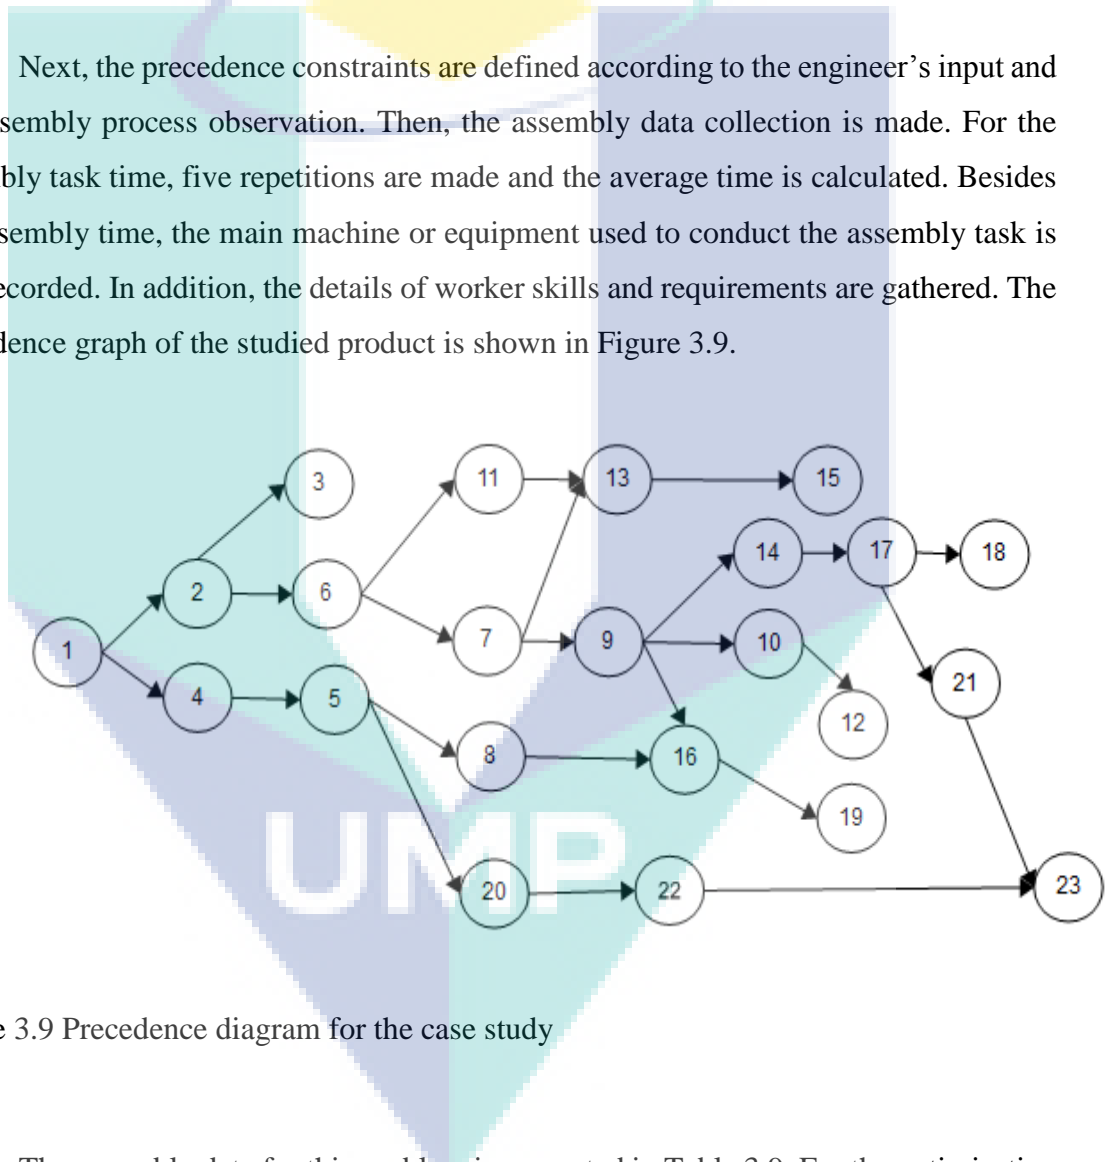 Next, the precedence constraints are defined according to the engineer's input and
sembly process observation. Then, the assembly data collection is made. For the
bly task time, five repetitions are made and the average time is calculated. Besides
sembly time, the main machine or equipment used to conduct the assembly task is
ecorded. In addition, the details of worker skills and requirements are gathered. The
dence graph of the studied product is shown in Figure 3.9.
3
11
13
15
14
17
18
2
6
1
7
9
10
21
4
5
12
8
16
19
UMP
20
22
23
e 3.9 Precedence diagram for the case study